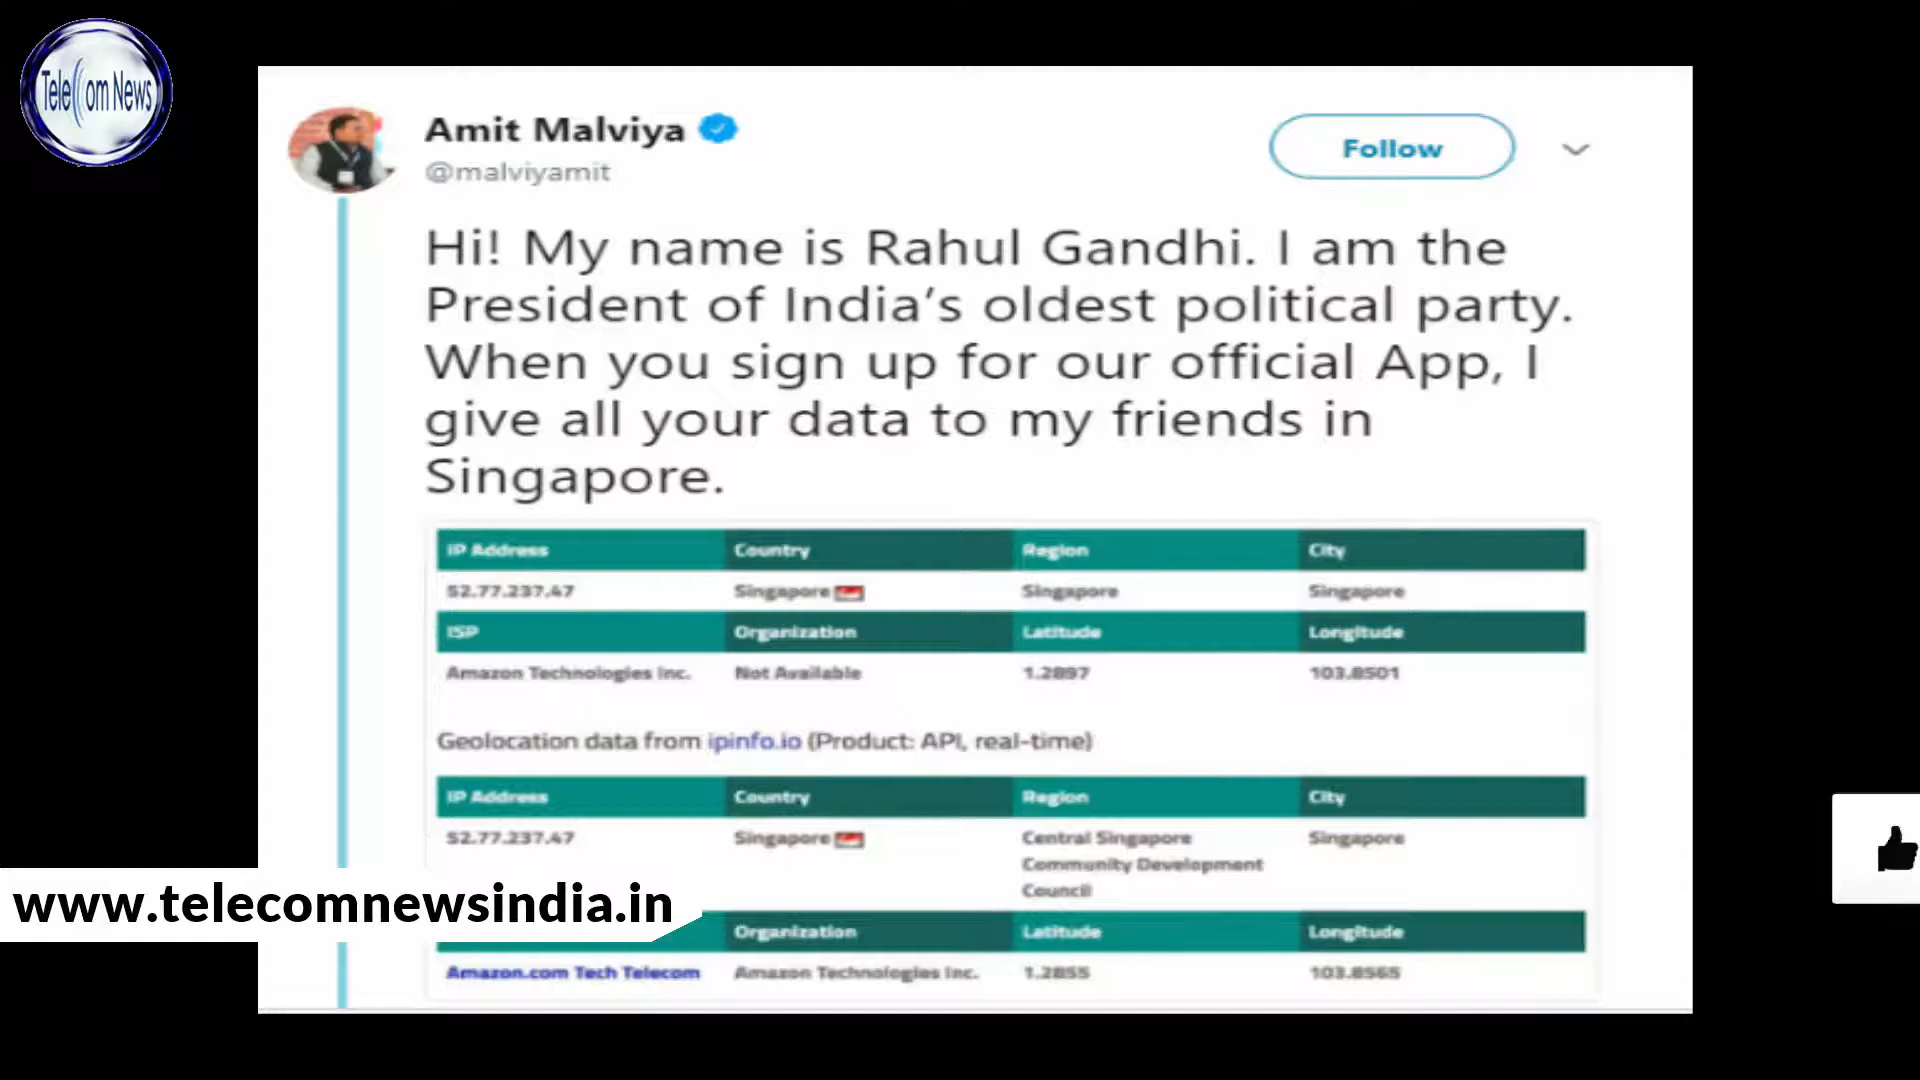 TeleCom News
Amit Malviya
@malviyamit
Follow
Hi! My name is Rahul Gandhi. I am the
President of India’s oldest political party.
When you sign up for our official App, I
give all your data to my friends in
Singapore.
IP Address Country Region City
52.77.237.47 Singapore Singapore Singapore
ISP Organization Latitude Longitude
Amazon Technologies Inc. Not Available 1.2897 103.8501
Geolocation data from ipinfo.io (Product: API, real-time)
IP Address Country Region City
52.77.237.47 Singapore Central Singapore Singapore
Community Development
Council
www.telecomnewsindia.in
Organization Latitude Longitude
Amazon.com Tech Telecom Amazon Technologies Inc. 1.2855 103.8565